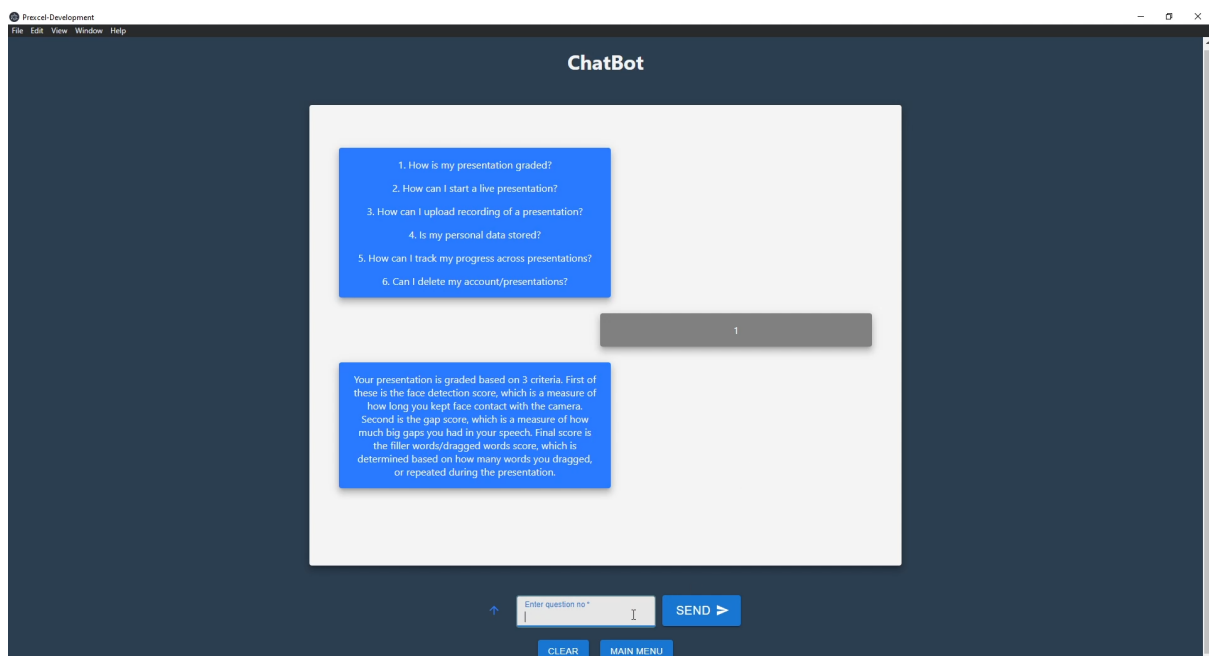 Prexcel-Development
File Edit View Window Help
ChatBot
1. How is my presentation graded?
2. How can I start a live presentation?
3. How can I upload recording of a presentation?
4. Is my personal data stored?
5. How can I track my progress across presentations?
6. Can I delete my account/presentations?
1
Your presentation is graded based on 3 criteria. First of
these is the face detection score, which is a measure of
how long you kept face contact with the camera.
Second is the gap score, which is a measure of how
much big gaps you had in your speech. Final score is
the filler words/dragged words score, which is
determined based on how many words you dragged,
or repeated during the presentation.
Enter question no *
SEND
CLEAR MAIN MENU